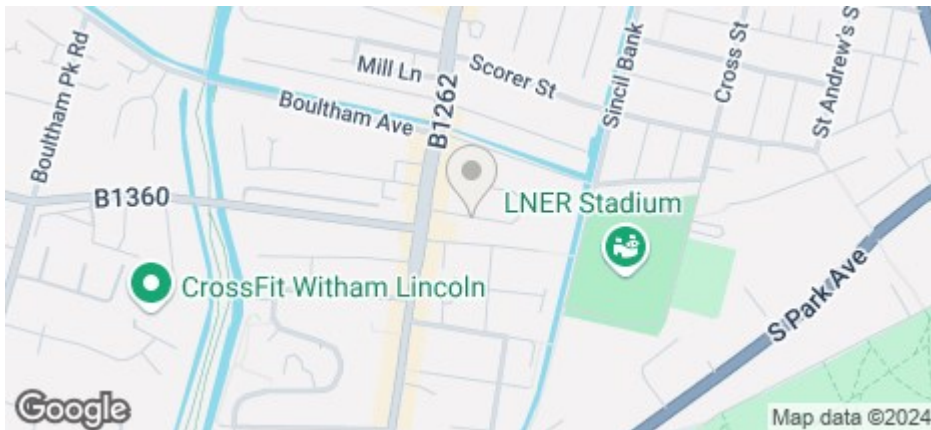 Boultham Pk Rd
Mill Ln
Scorer St
Boultham Ave
B1262
Sincil Bank
Cross St
St Andrew's S
B1360
LNER Stadium
CrossFit Witham Lincoln
S Park Ave
Google
Map data ©2024